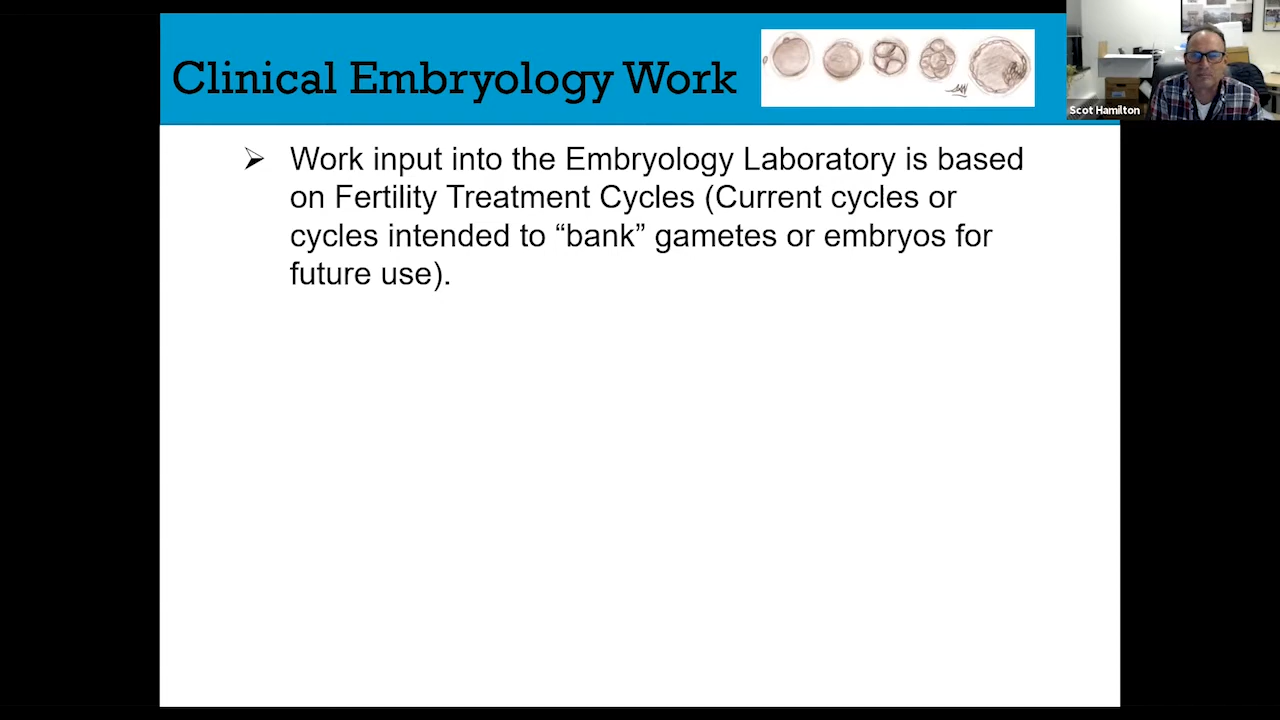 Clinical Embryology Work
Scot Hamilton
Work input into the Embryology Laboratory is based
on Fertility Treatment Cycles (Current cycles or
cycles intended to “bank” gametes or embryos for
future use).